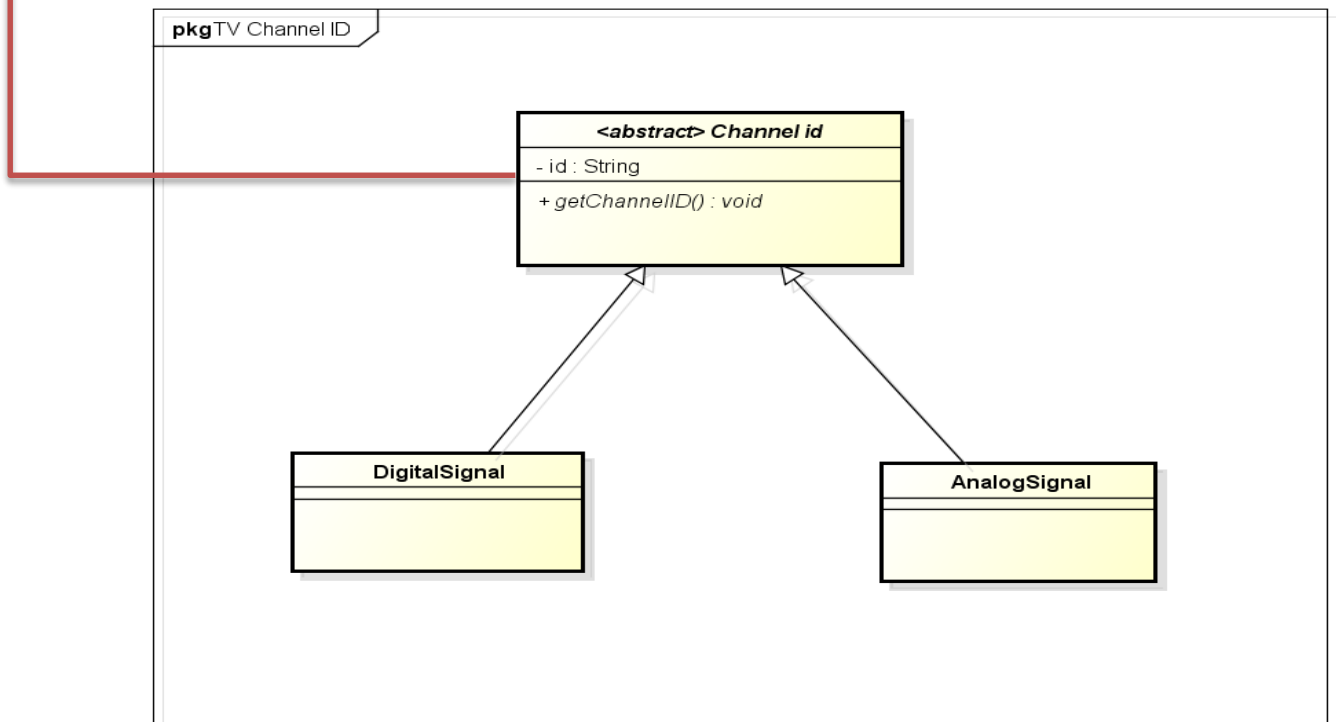 pkgTV Channel ID
<abstract> Channel id
- id : String
+ getChannelID() : void
DigitalSignal
AnalogSignal